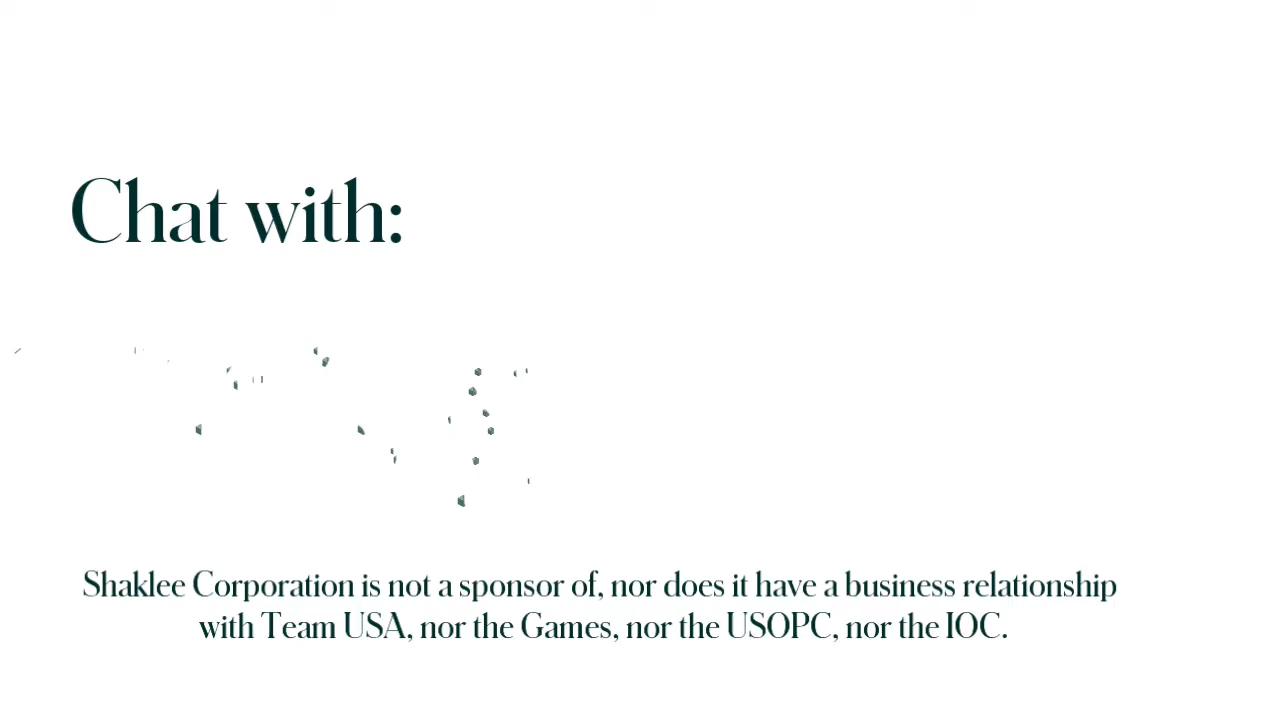 Chat with:
Shaklee Corporation is not a sponsor of, nor does it have a business relationship
with Team USA, nor the Games, nor the USOPC, nor the IOC.